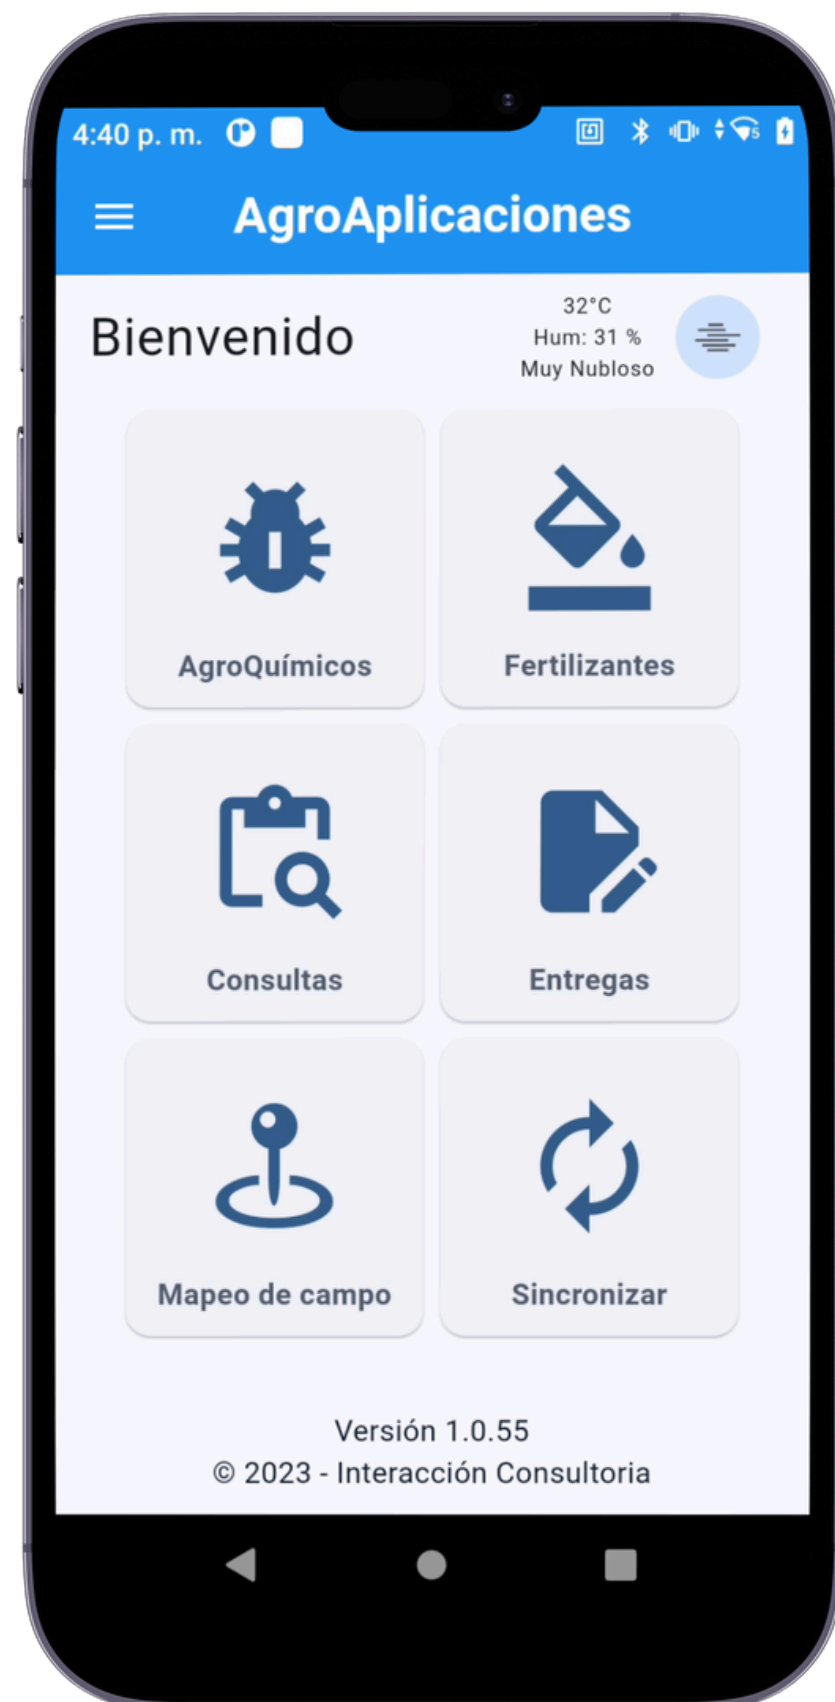 4:40 p. m.
5
AgroAplicaciones
Bienvenido
32°C
Hum: 31 %
Muy Nubloso
AgroQuímicos
Fertilizantes
Consultas
Entregas
Mapeo de campo
Sincronizar
Versión 1.0.55
© 2023 - Interacción Consultoria